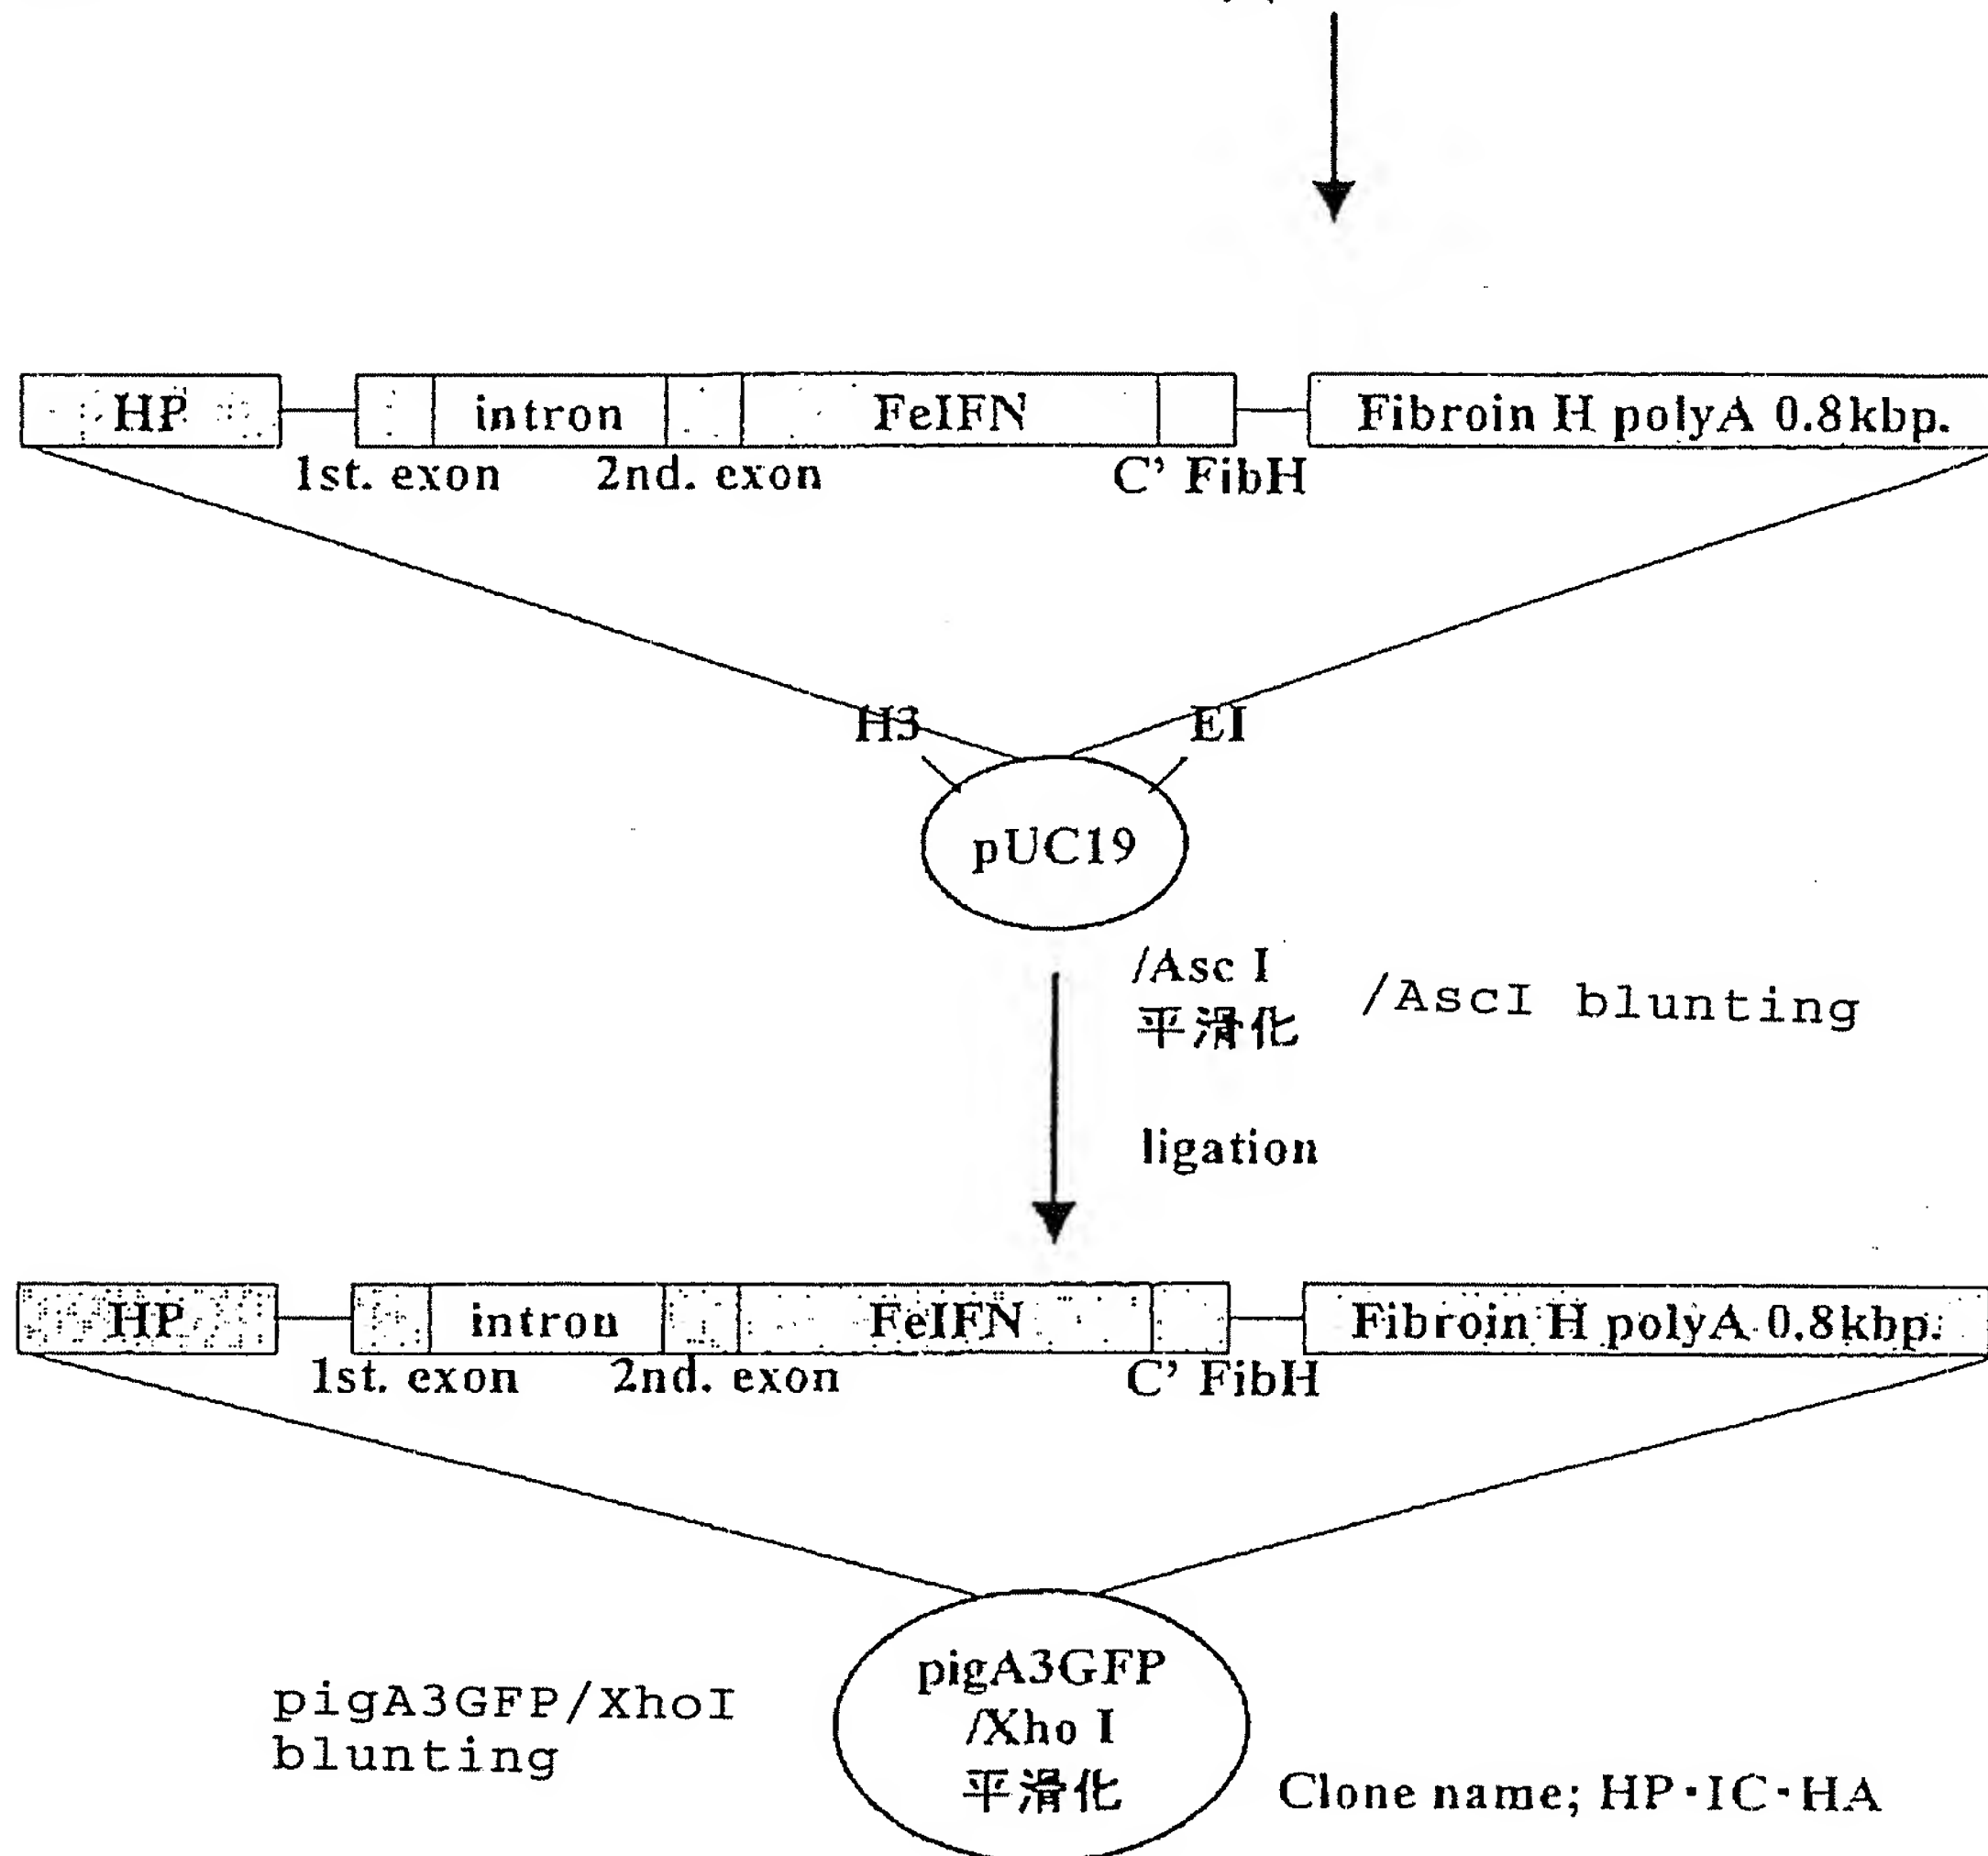 HP intron FeIFN Fibroin H polyA 0.8kbp.
1st. exon 2nd. exon C' FibH
H3 EI
pUC19
/Asc I
平滑化
/AscI blunting
ligation
HP intron FeIFN Fibroin H polyA 0.8kbp.
1st. exon 2nd. exon C' FibH
pigA3GFP
/Xho I
平滑化
pigA3GFP/XhoI
blunting
Clone name; HP·IC·HA